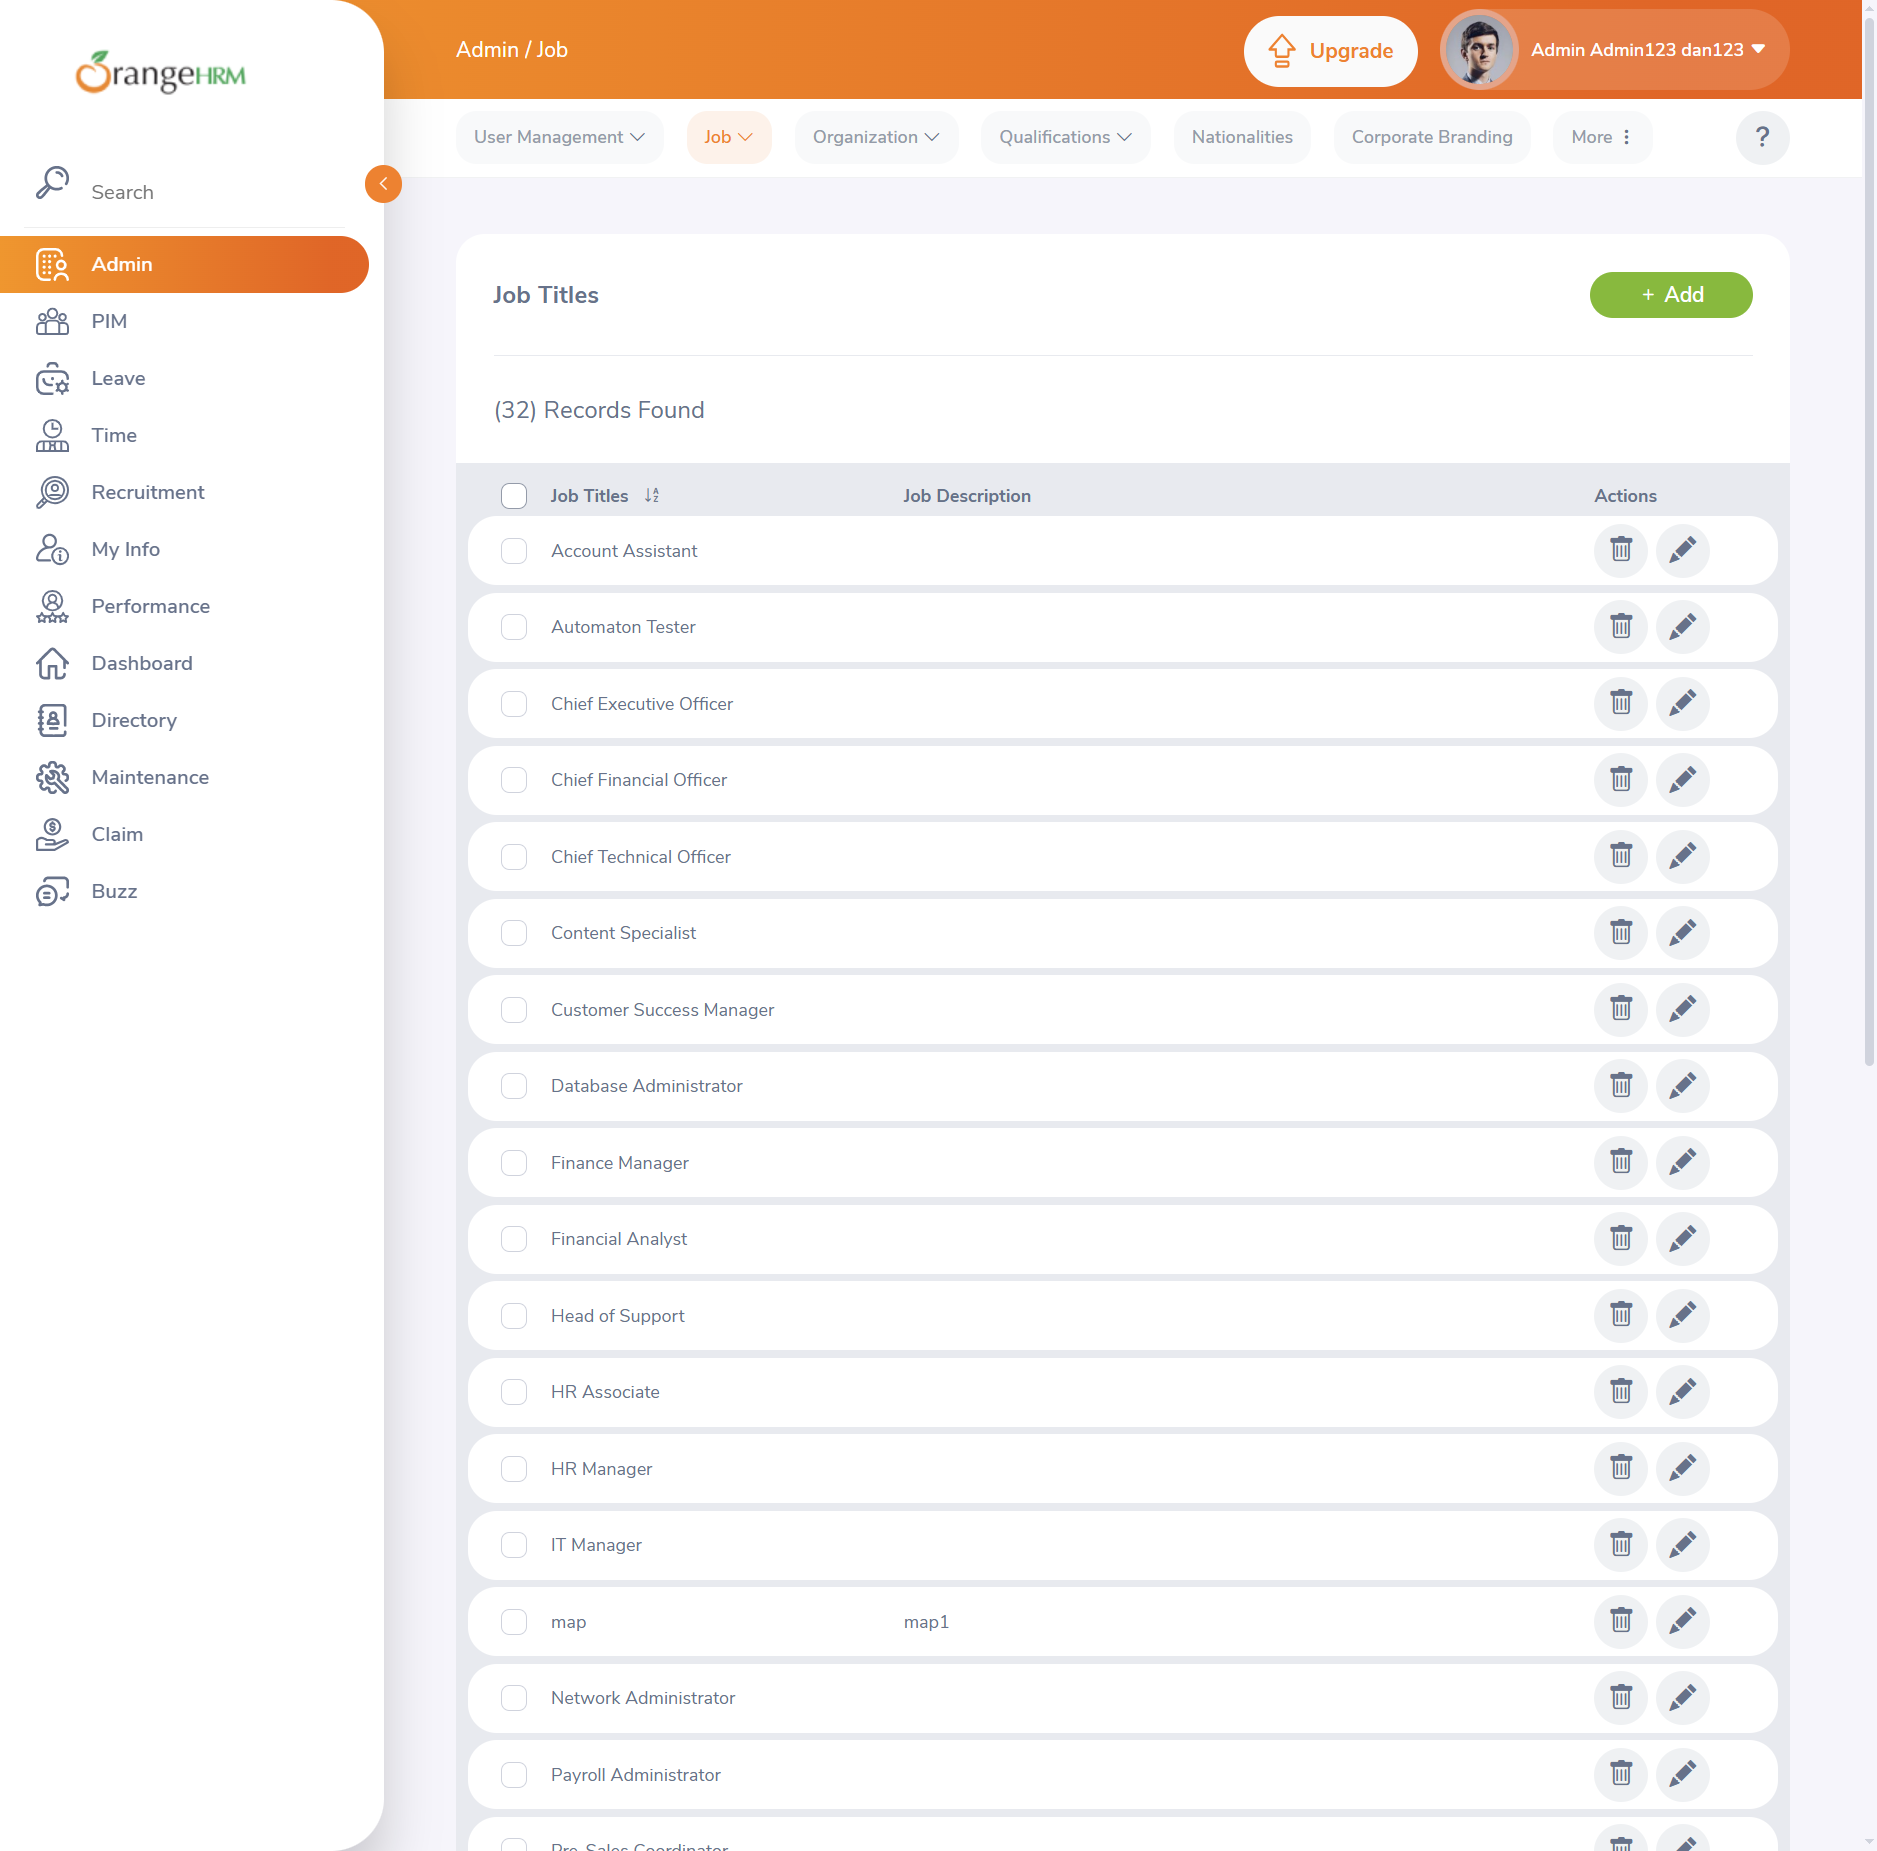 OrangeHRM
Search
Admin
PIM
Leave
Time
Recruitment
My Info
Performance
Dashboard
Directory
Maintenance
Claim
Buzz
Admin / Job
Upgrade
Admin Admin123 dan123
User Management
Job
Organization
Qualifications
Nationalities
Corporate Branding
More
?
Job Titles
+ Add
(32) Records Found
Job Titles Job Description Actions
Account Assistant
Automaton Tester
Chief Executive Officer
Chief Financial Officer
Chief Technical Officer
Content Specialist
Customer Success Manager
Database Administrator
Finance Manager
Financial Analyst
Head of Support
HR Associate
HR Manager
IT Manager
map map1
Network Administrator
Payroll Administrator
Pre-Sales Coordinator